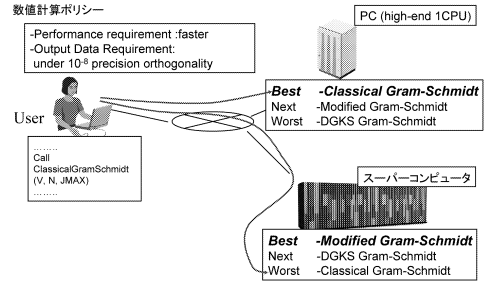 数値計算ポリシー
-Performance requirement :faster
-Output Data Requirement:
under 10⁻⁸ precision orthogonality
PC (high-end 1CPU)
Best -Classical Gram-Schmidt
Next -Modified Gram-Schmidt
Worst -DGKS Gram-Schmidt
User
........
Call
ClassicalGramSchmidt
(V, N, JMAX)
........
スーパーコンピュータ
Best -Modified Gram-Schmidt
Next -DGKS Gram-Schmidt
Worst -Classical Gram-Schmidt